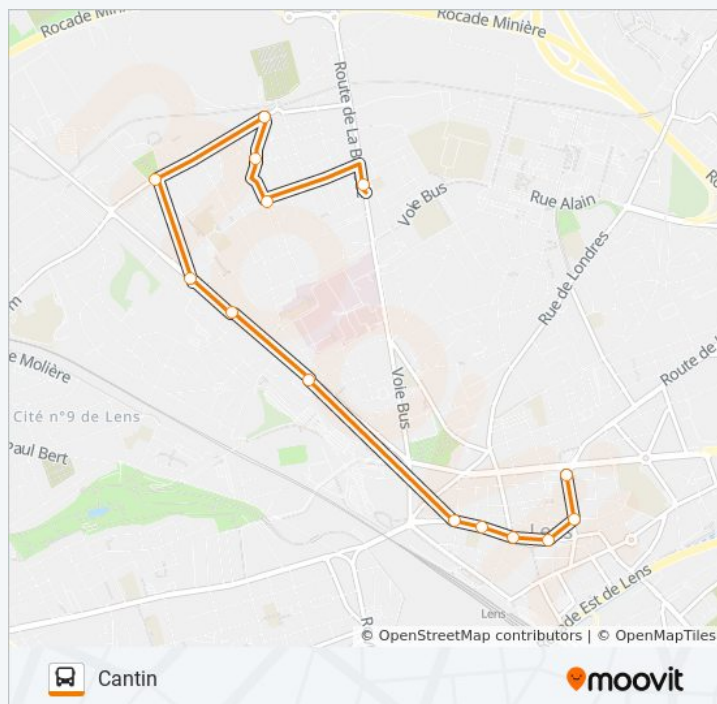 Rocade Mini
Rocade Minière
Route de La B
Voie Bus
Rue Alain
Rue de Londres
Route de
e Molière
Voie Bus
Cité n°9 de Lens
Paul Bert
Lens
de Est de Lens
Lens
© OpenStreetMap contributors | © OpenMapTiles
Cantin
moovit